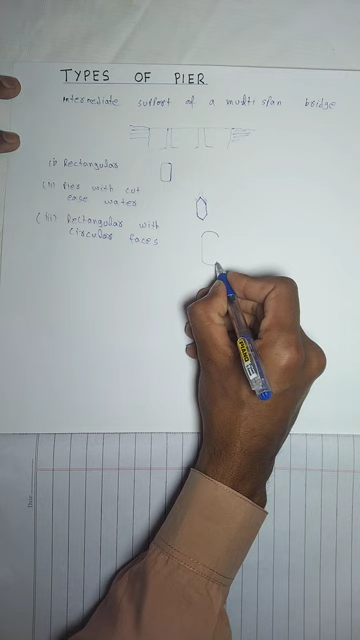 TYPES OF PIER
Intermediate support of a multi span bridge
(i) Rectangular
(ii) Pier with cut
ease water
(iii) Rectangular with
circular faces